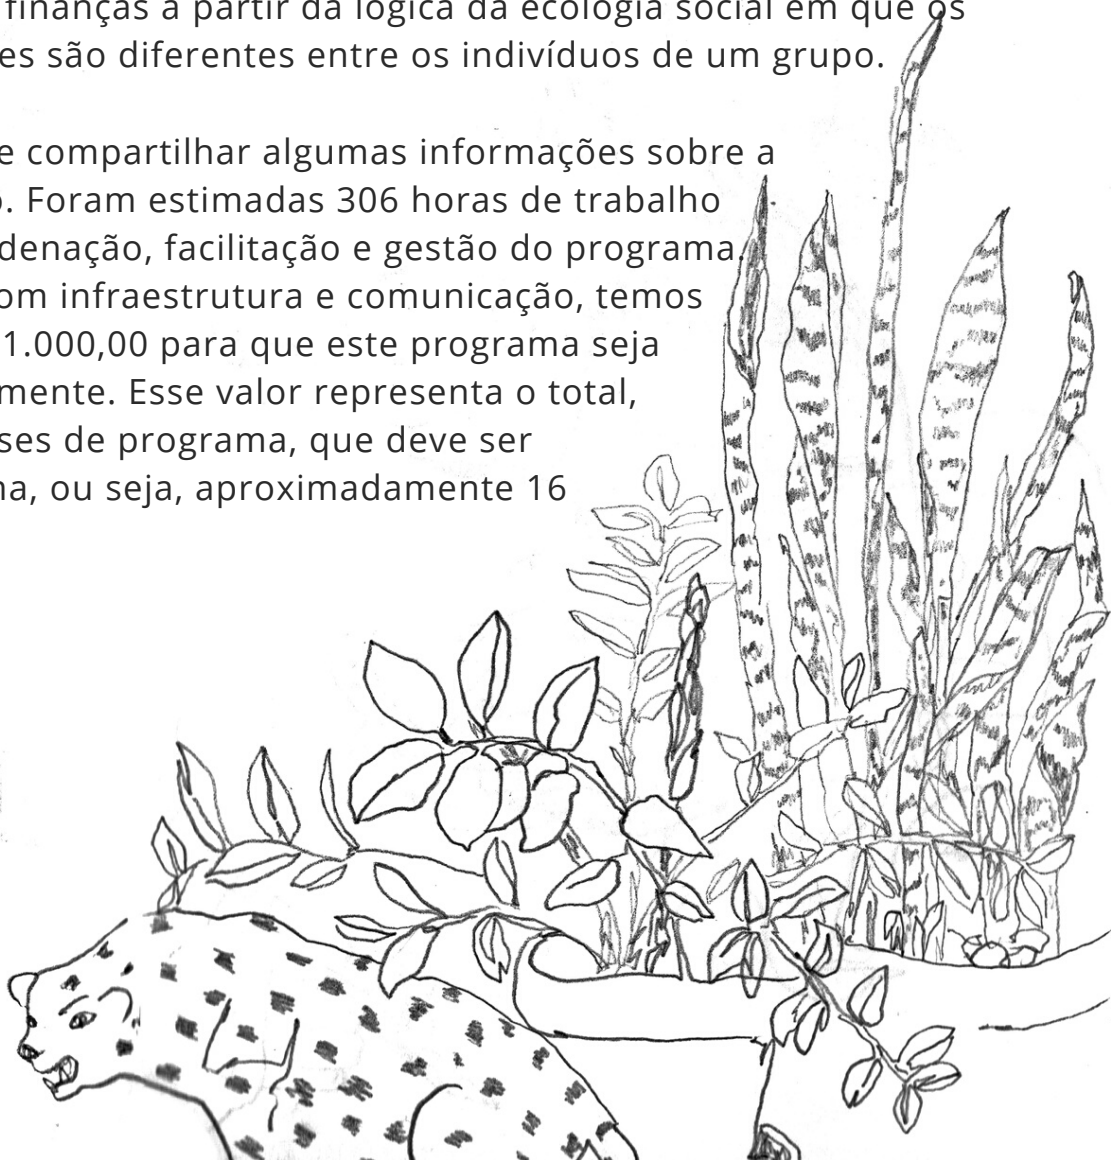 finanças a partir da lógica da ecologia social em que os
es são diferentes entre os indivíduos de um grupo.
e compartilhar algumas informações sobre a
. Foram estimadas 306 horas de trabalho
denação, facilitação e gestão do programa.
om infraestrutura e comunicação, temos
1.000,00 para que este programa seja
mente. Esse valor representa o total,
ses de programa, que deve ser
a, ou seja, aproximadamente 16